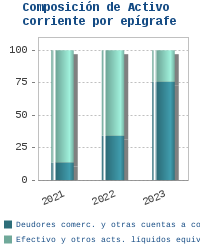 Composición de Activo
corriente por epígrafe
100
75
50
25
0
2021
2022
2023
Deudores comerc. y otras cuentas a co
Efectivo y otros acts. líquidos equiv